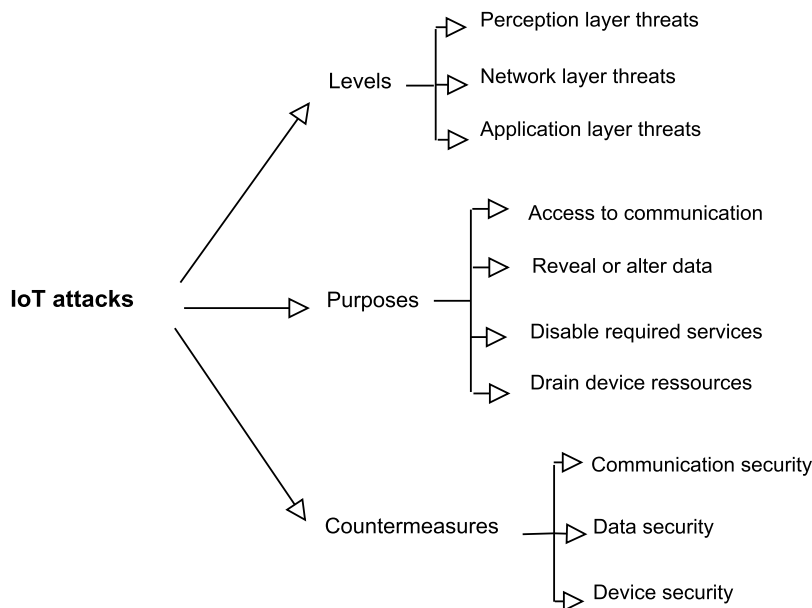 Perception layer threats
Levels
Network layer threats
Application layer threats
Access to communication
Reveal or alter data
IoT attacks
Purposes
Disable required services
Drain device ressources
Communication security
Countermeasures
Data security
Device security